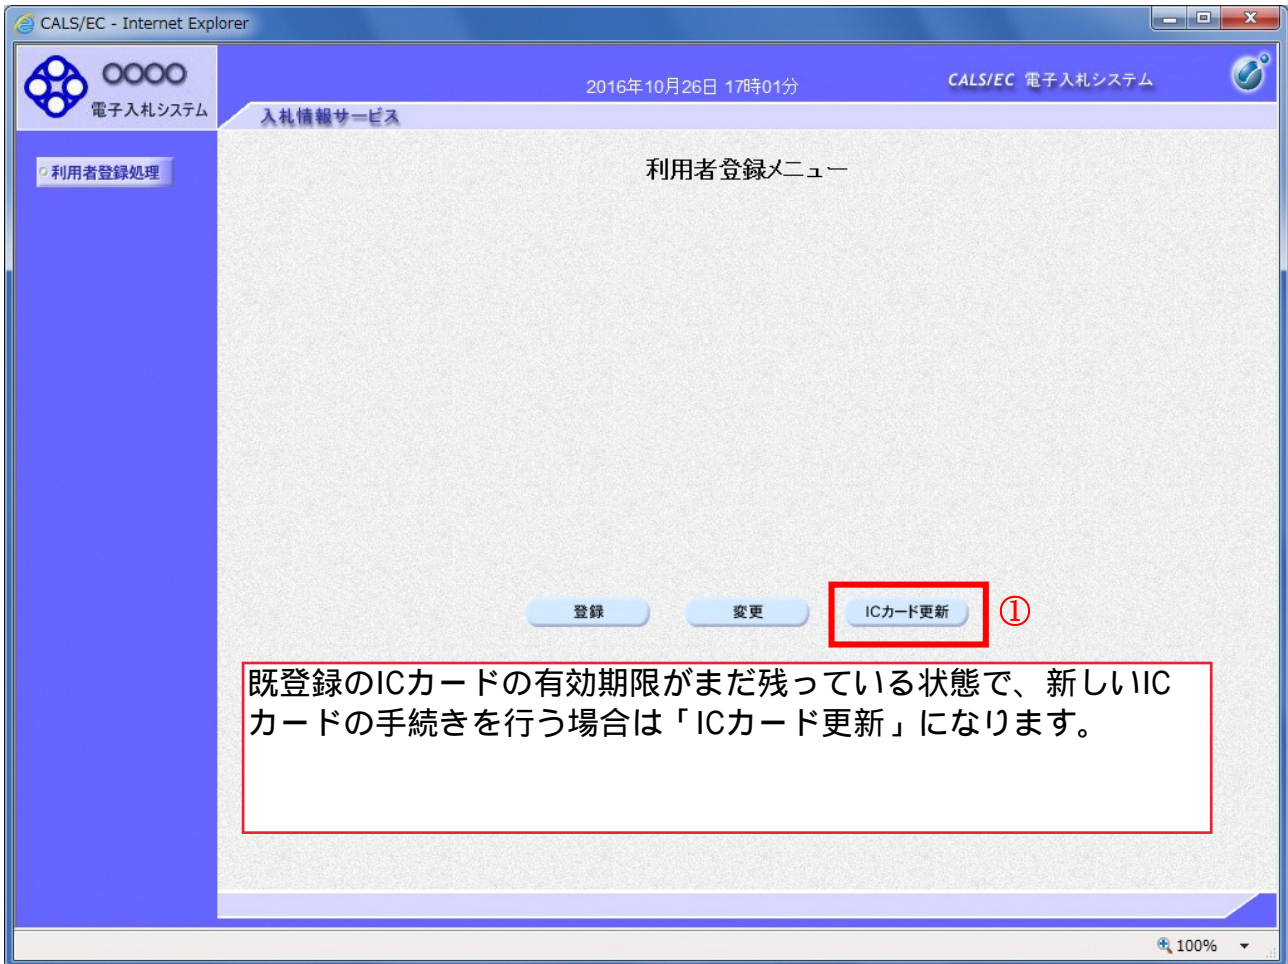 CALS/EC - Internet Explorer
○○○○
電子入札システム
2016年10月26日 17時01分
CALS/EC 電子入札システム
入札情報サービス
利用者登録処理
利用者登録メニュー
登録
変更
ICカード更新
①
既登録のICカードの有効期限がまだ残っている状態で、新しいIC
カードの手続きを行う場合は「ICカード更新」になります。
100%